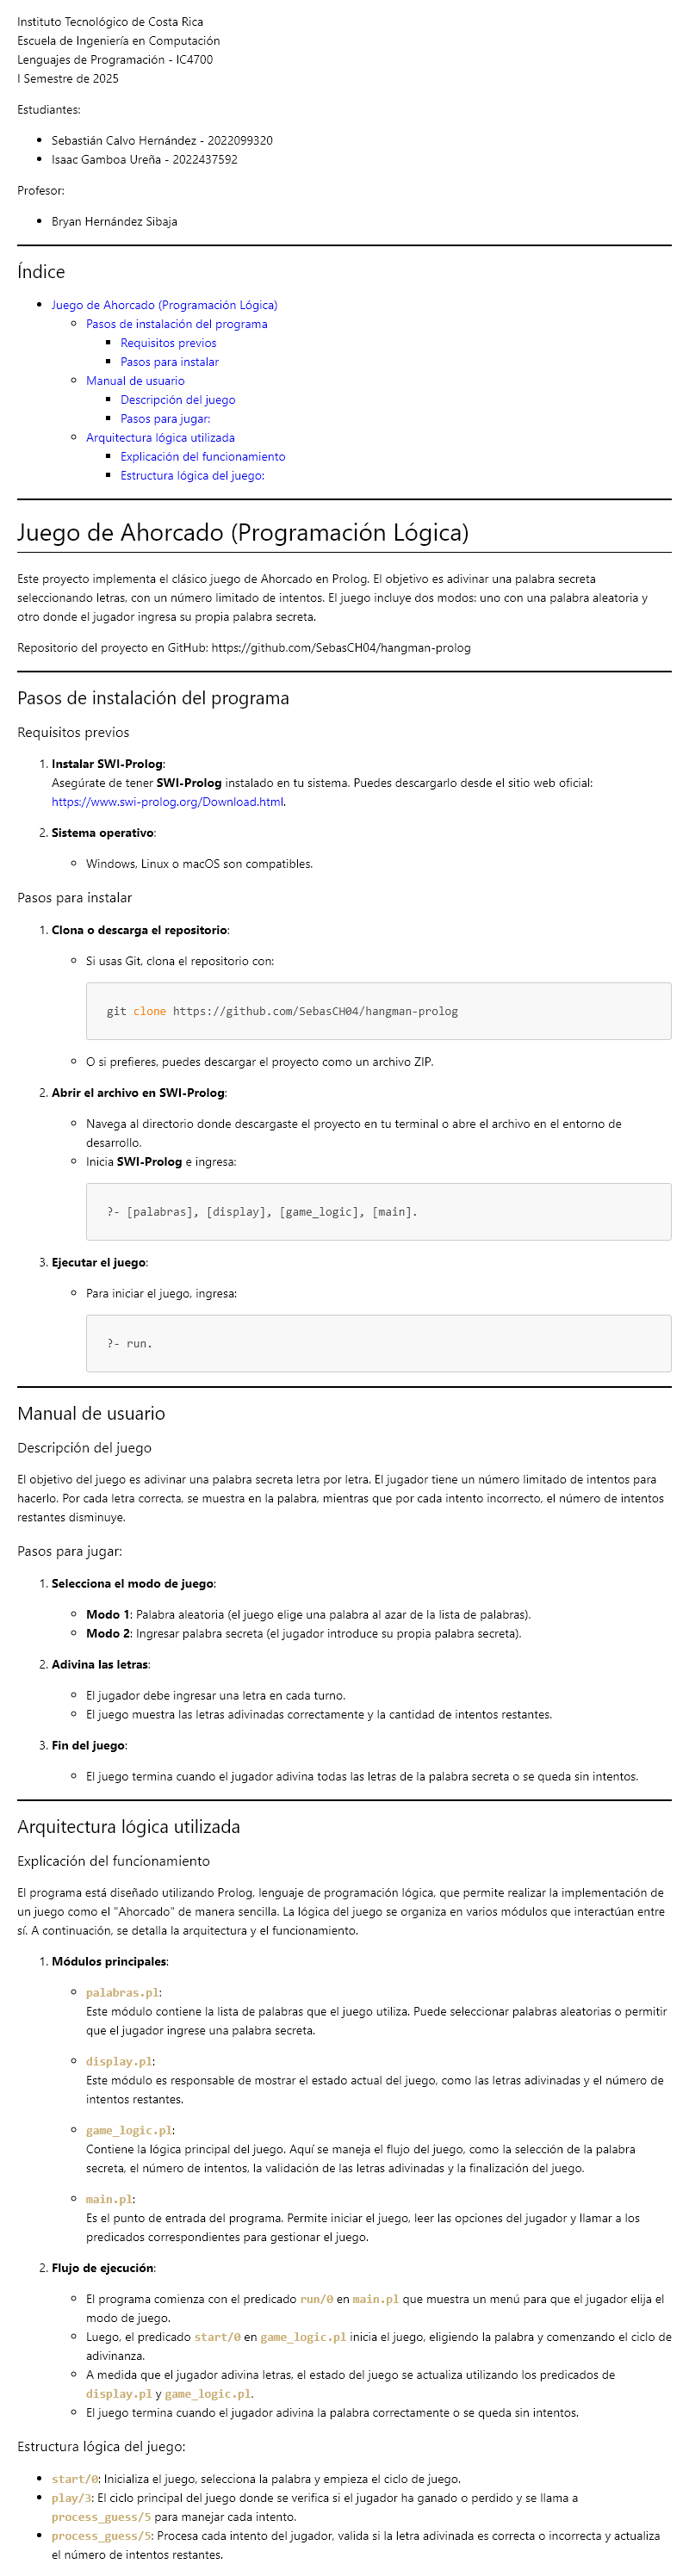 Instituto Tecnológico de Costa Rica
Escuela de Ingeniería en Computación
Lenguajes de Programación - IC4700
I Semestre de 2025
Estudiantes:
Sebastián Calvo Hernández - 2022099320
Isaac Gamboa Ureña - 2022437592
Profesor:
Bryan Hernández Sibaja
Índice
Juego de Ahorcado (Programación Lógica)
Pasos de instalación del programa
Requisitos previos
Pasos para instalar
Manual de usuario
Descripción del juego
Pasos para jugar:
Arquitectura lógica utilizada
Explicación del funcionamiento
Estructura lógica del juego:
Juego de Ahorcado (Programación Lógica)
Este proyecto implementa el clásico juego de Ahorcado en Prolog. El objetivo es adivinar una palabra secreta
seleccionando letras, con un número limitado de intentos. El juego incluye dos modos: uno con una palabra aleatoria y
otro donde el jugador ingresa su propia palabra secreta.
Repositorio del proyecto en GitHub: https://github.com/SebasCH04/hangman-prolog
Pasos de instalación del programa
Requisitos previos
1. Instalar SWI-Prolog:
Asegúrate de tener SWI-Prolog instalado en tu sistema. Puedes descargarlo desde el sitio web oficial:
https://www.swi-prolog.org/Download.html.
2. Sistema operativo:
Windows, Linux o macOS son compatibles.
Pasos para instalar
1. Clona o descarga el repositorio:
Si usas Git, clona el repositorio con:
git clone https://github.com/SebasCH04/hangman-prolog
O si prefieres, puedes descargar el proyecto como un archivo ZIP.
2. Abrir el archivo en SWI-Prolog:
Navega al directorio donde descargaste el proyecto en tu terminal o abre el archivo en el entorno de
desarrollo.
Inicia SWI-Prolog e ingresa:
?- [palabras], [display], [game_logic], [main].
3. Ejecutar el juego:
Para iniciar el juego, ingresa:
?- run.
Manual de usuario
Descripción del juego
El objetivo del juego es adivinar una palabra secreta letra por letra. El jugador tiene un número limitado de intentos para
hacerlo. Por cada letra correcta, se muestra en la palabra, mientras que por cada intento incorrecto, el número de intentos
restantes disminuye.
Pasos para jugar:
1. Selecciona el modo de juego:
Modo 1: Palabra aleatoria (el juego elige una palabra al azar de la lista de palabras).
Modo 2: Ingresar palabra secreta (el jugador introduce su propia palabra secreta).
2. Adivina las letras:
El jugador debe ingresar una letra en cada turno.
El juego muestra las letras adivinadas correctamente y la cantidad de intentos restantes.
3. Fin del juego:
El juego termina cuando el jugador adivina todas las letras de la palabra secreta o se queda sin intentos.
Arquitectura lógica utilizada
Explicación del funcionamiento
El programa está diseñado utilizando Prolog, lenguaje de programación lógica, que permite realizar la implementación de
un juego como el "Ahorcado" de manera sencilla. La lógica del juego se organiza en varios módulos que interactúan entre
sí. A continuación, se detalla la arquitectura y el funcionamiento.
1. Módulos principales:
palabras.pl:
Este módulo contiene la lista de palabras que el juego utiliza. Puede seleccionar palabras aleatorias o permitir
que el jugador ingrese una palabra secreta.
display.pl:
Este módulo es responsable de mostrar el estado actual del juego, como las letras adivinadas y el número de
intentos restantes.
game_logic.pl:
Contiene la lógica principal del juego. Aquí se maneja el flujo del juego, como la selección de la palabra
secreta, el número de intentos, la validación de las letras adivinadas y la finalización del juego.
main.pl:
Es el punto de entrada del programa. Permite iniciar el juego, leer las opciones del jugador y llamar a los
predicados correspondientes para gestionar el juego.
2. Flujo de ejecución:
El programa comienza con el predicado run/0 en main.pl que muestra un menú para que el jugador elija el
modo de juego.
Luego, el predicado start/0 en game_logic.pl inicia el juego, eligiendo la palabra y comenzando el ciclo de
adivinanza.
A medida que el jugador adivina letras, el estado del juego se actualiza utilizando los predicados de
display.pl y game_logic.pl.
El juego termina cuando el jugador adivina la palabra correctamente o se queda sin intentos.
Estructura lógica del juego:
start/0: Inicializa el juego, selecciona la palabra y empieza el ciclo de juego.
play/3: El ciclo principal del juego donde se verifica si el jugador ha ganado o perdido y se llama a
process_guess/5 para manejar cada intento.
process_guess/5: Procesa cada intento del jugador, valida si la letra adivinada es correcta o incorrecta y actualiza
el número de intentos restantes.